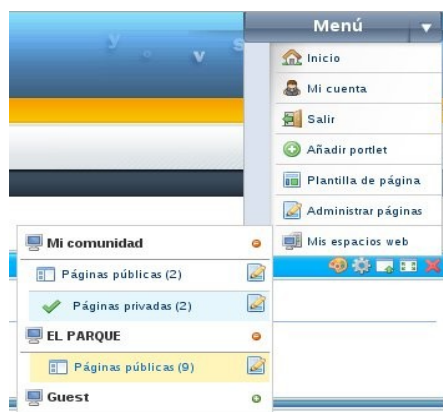 Menú
Inicio
Mi cuenta
Salir
Añadir portlet
Plantilla de página
Administrar páginas
Mis espacios web
Mi comunidad
Páginas públicas (2)
Páginas privadas (2)
EL PARQUE
Páginas públicas (9)
Guest